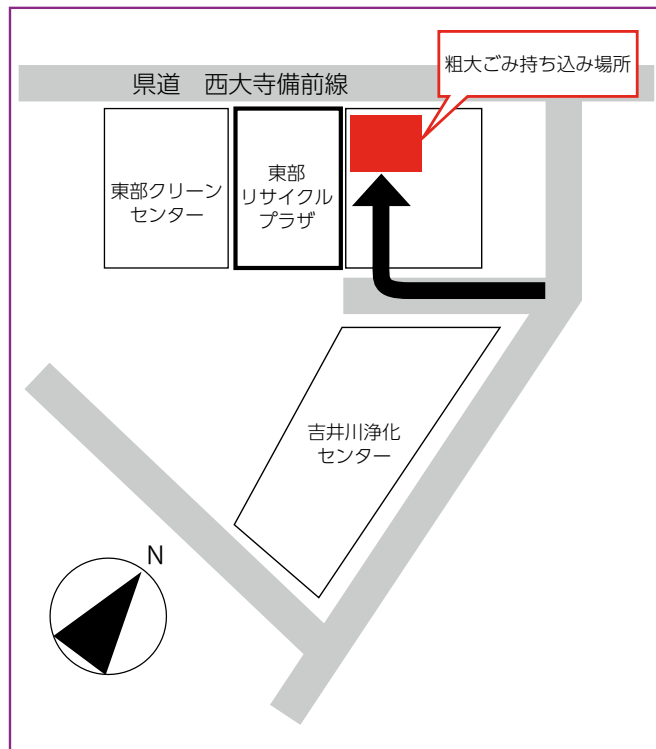 粗大ごみ持ち込み場所
県道　西大寺備前線
東部クリーン
センター
東部
リサイクル
プラザ
吉井川浄化
センター
N